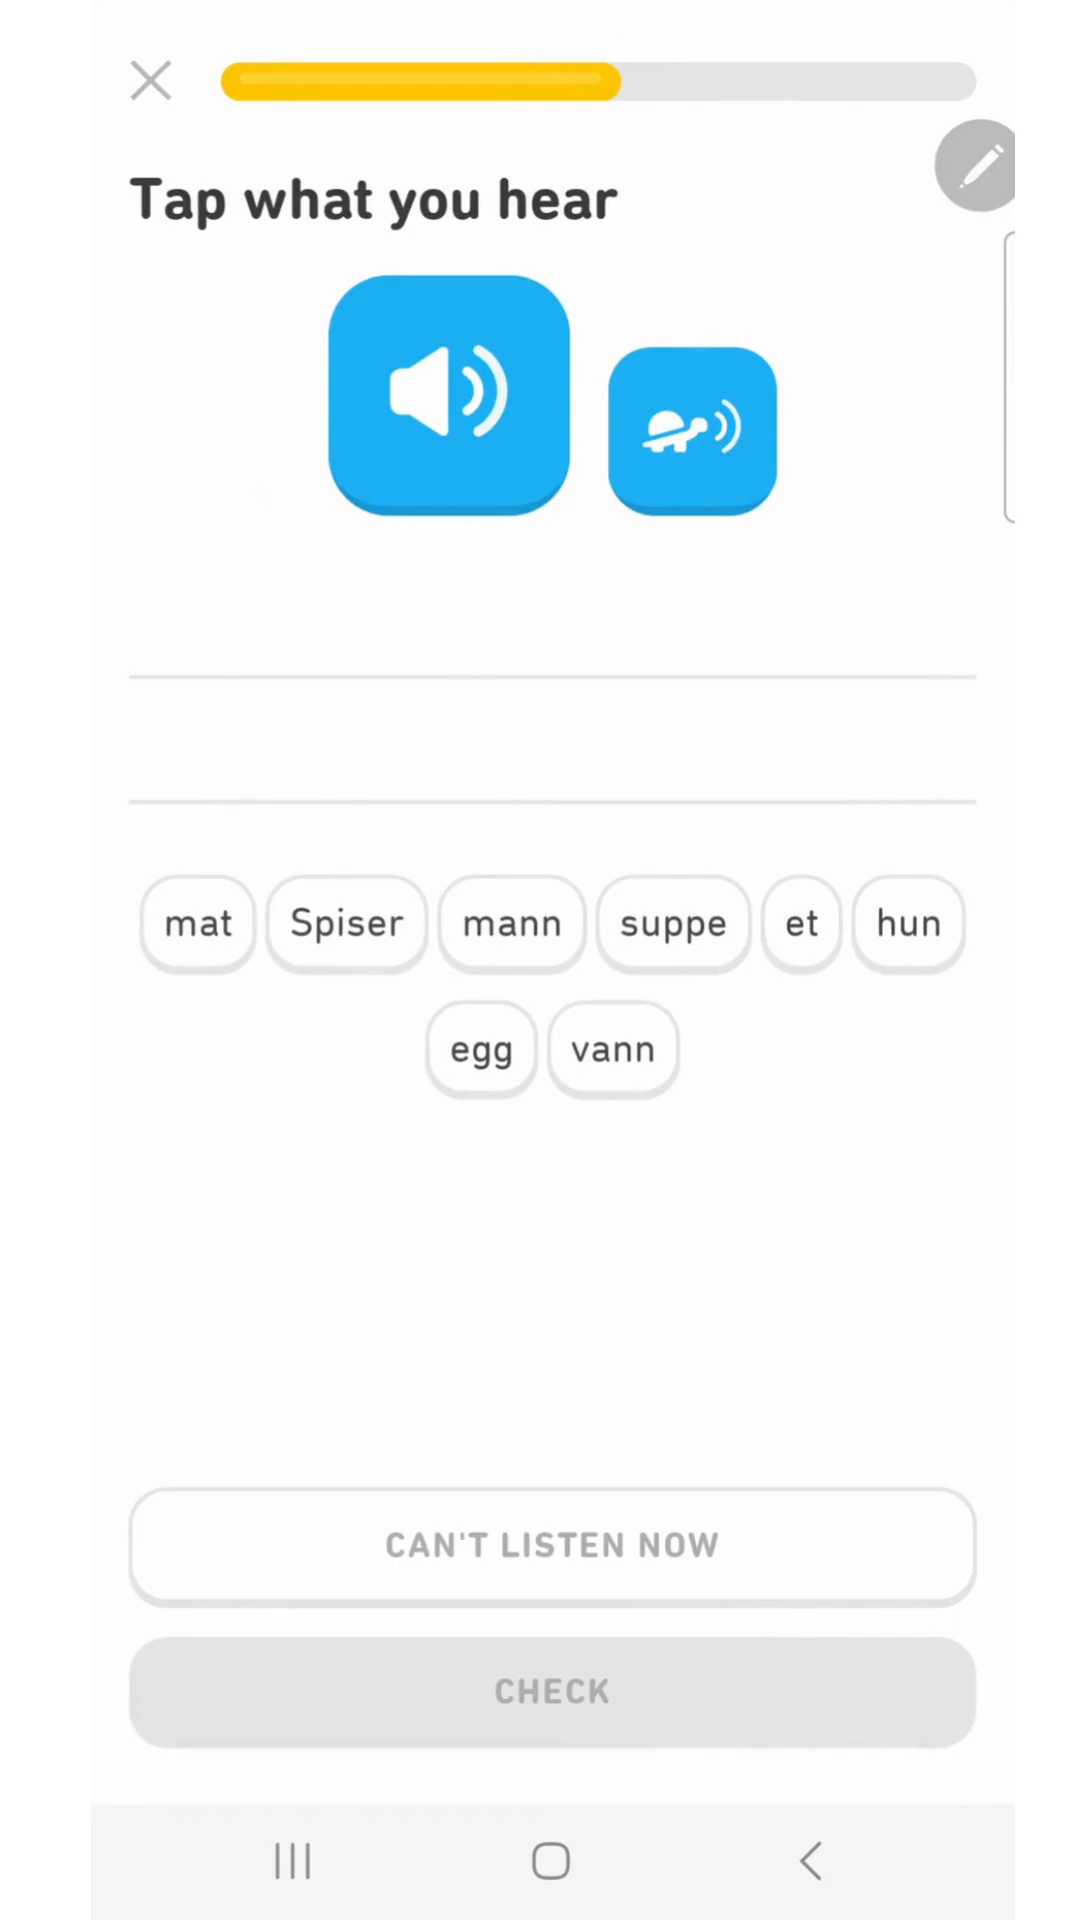 Tap what you hear
mat Spiser mann suppe et hun
egg vann
CAN'T LISTEN NOW
CHECK